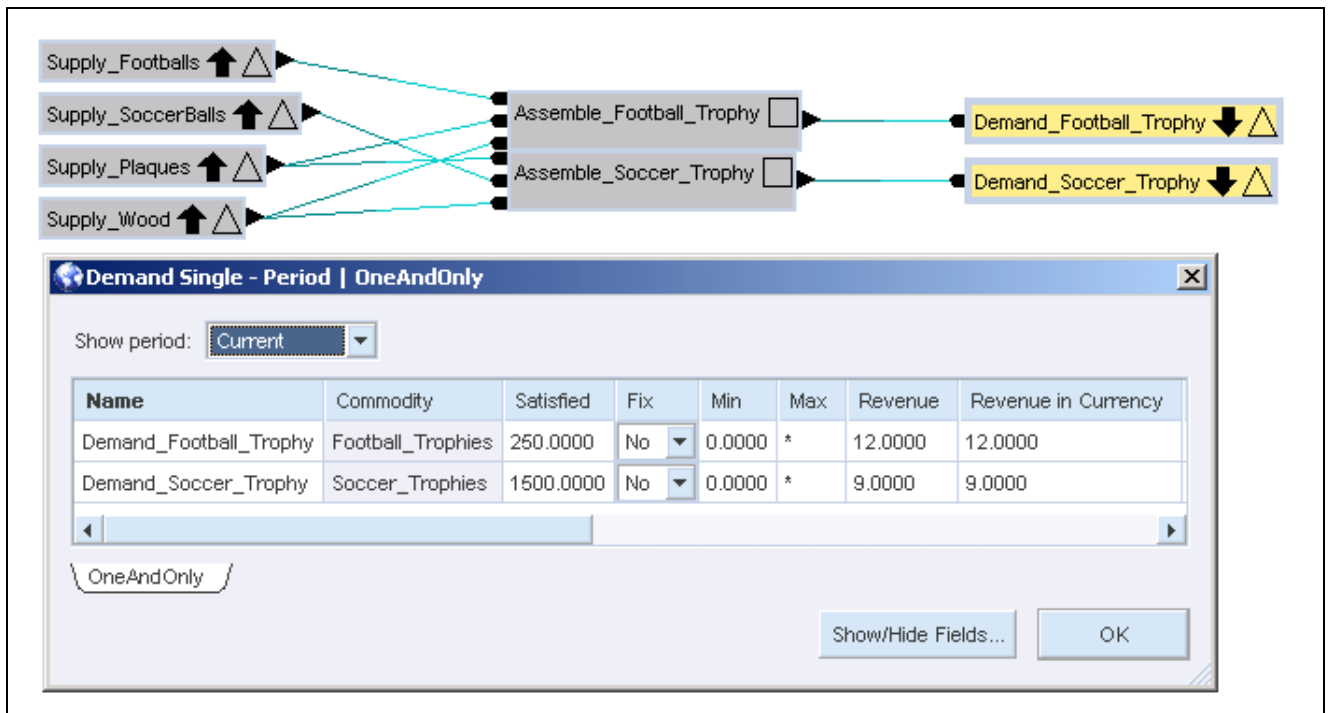 Supply_Footballs
Supply_SoccerBalls
Supply_Plaques
Supply_Wood
Assemble_Football_Trophy
Assemble_Soccer_Trophy
Demand_Football_Trophy
Demand_Soccer_Trophy
Demand Single - Period | OneAndOnly
Show period: Current
Name Commodity Satisfied Fix Min Max Revenue Revenue in Currency
Demand_Football_Trophy Football_Trophies 250.0000 No 0.0000 * 12.0000 12.0000
Demand_Soccer_Trophy Soccer_Trophies 1500.0000 No 0.0000 * 9.0000 9.0000
OneAndOnly
Show/Hide Fields... OK